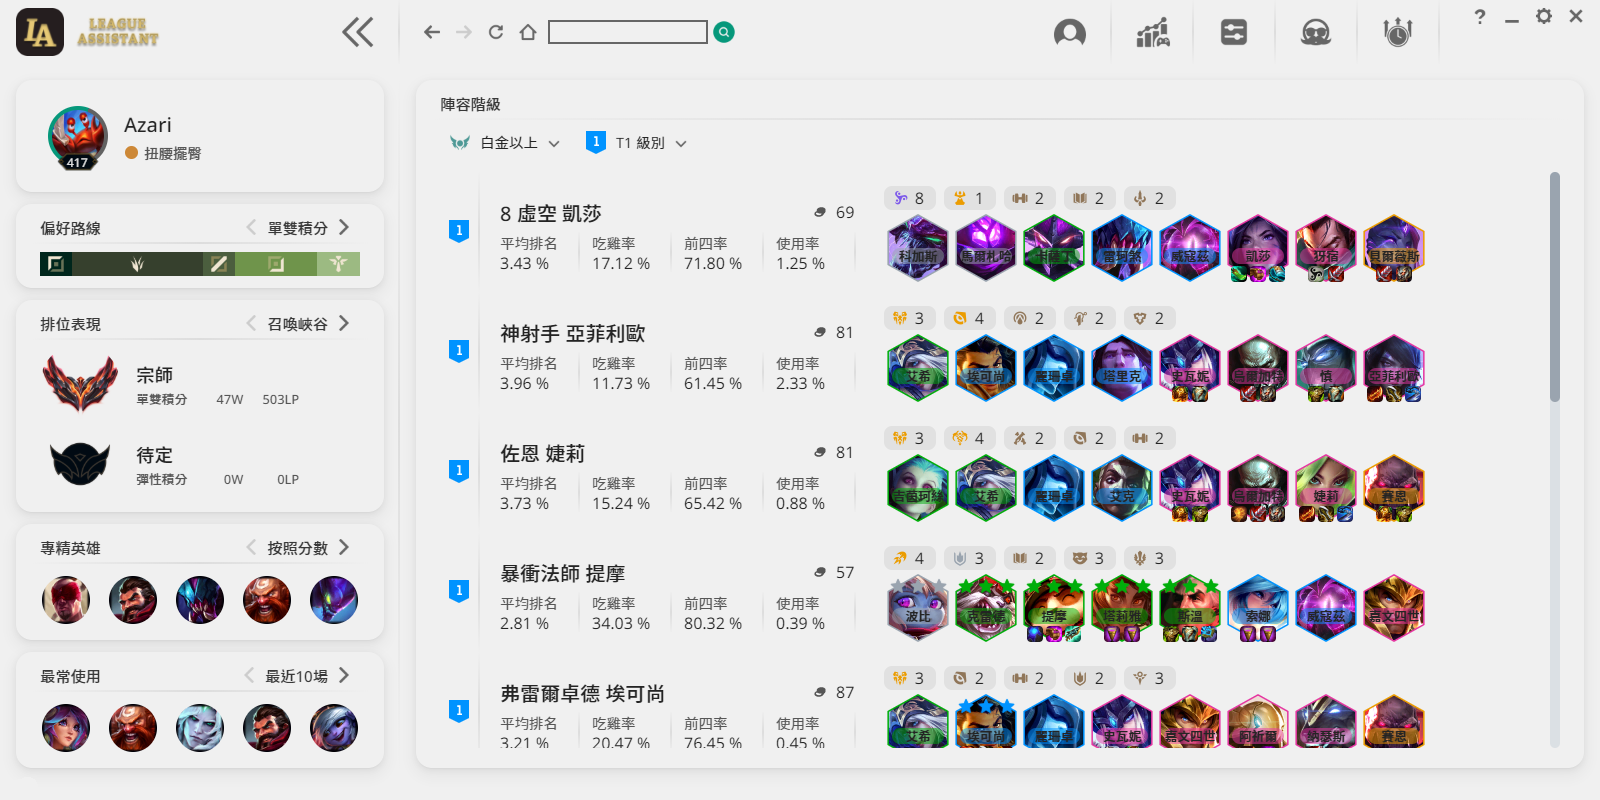 LA
LEAGUE
ASSISTANT
?
Azari
扭腰擺臀
417
偏好路線
單雙積分
排位表現
召喚峽谷
宗師
單雙積分 47W 503LP
待定
彈性積分 0W 0LP
專精英雄
按照分數
最常使用
最近10場
陣容階級
白金以上
1 T1 級別
1
8 虛空 凱莎
69
平均排名 吃雞率 前四率 使用率
3.43 % 17.12 % 71.80 % 1.25 %
8 1 2 2 2
科加斯 馬爾札哈 卡薩丁 雷珂煞 威寇茲 凱莎 犽宿 貝爾薇斯
1
神射手 亞菲利歐
81
平均排名 吃雞率 前四率 使用率
3.96 % 11.73 % 61.45 % 2.33 %
3 4 2 2 2
艾希 埃可尚 麗珊卓 塔里克 史瓦妮 烏爾加特 慎 亞菲利歐
1
佐恩 婕莉
81
平均排名 吃雞率 前四率 使用率
3.73 % 15.24 % 65.42 % 0.88 %
3 4 2 2 2
吉茵珂絲 艾希 麗珊卓 艾克 史瓦妮 烏爾加特 婕莉 賽恩
1
暴衝法師 提摩
57
平均排名 吃雞率 前四率 使用率
2.81 % 34.03 % 80.32 % 0.39 %
4 3 2 3 3
波比 克雷德 提摩 塔莉雅 斯溫 索娜 威寇茲 嘉文四世
1
弗雷爾卓德 埃可尚
87
平均排名 吃雞率 前四率 使用率
3.21 % 20.47 % 76.45 % 0.45 %
3 2 2 2 3
艾希 埃可尚 麗珊卓 史瓦妮 嘉文四世 阿祈爾 納瑟斯 賽恩